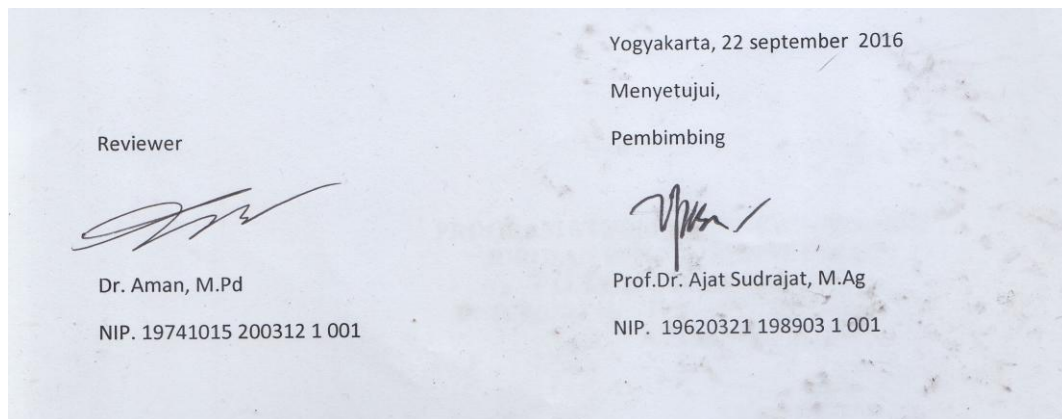 Yogyakarta, 22 september 2016
Menyetujui,
Reviewer
Pembimbing
Dr. Aman, M.Pd
Prof.Dr. Ajat Sudrajat, M.Ag
NIP. 19741015 200312 1 001
NIP. 19620321 198903 1 001